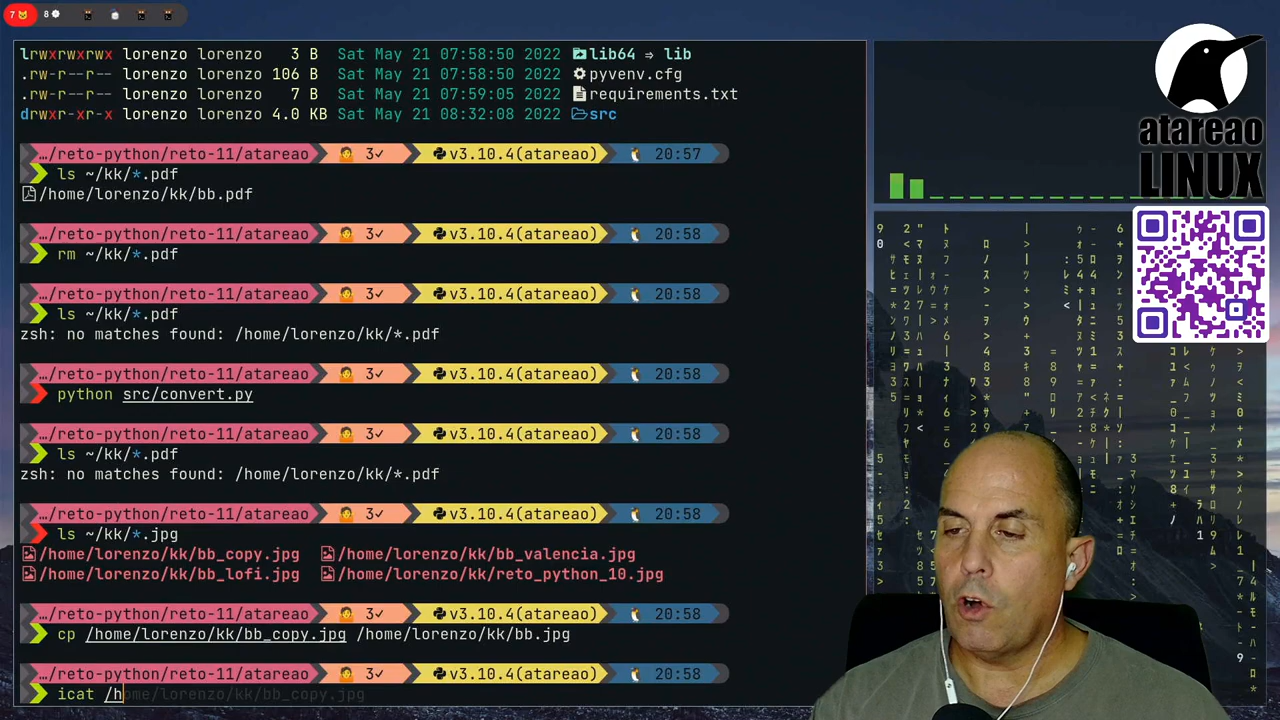 7 8
lrwxrwxrwx lorenzo lorenzo 3 B Sat May 21 07:58:50 2022 lib64 ⇒ lib
.rw-r--r-- lorenzo lorenzo 106 B Sat May 21 07:58:50 2022 pyvenv.cfg
.rw-r--r-- lorenzo lorenzo 7 B Sat May 21 07:59:05 2022 requirements.txt
drwxr-xr-x lorenzo lorenzo 4.0 KB Sat May 21 08:32:08 2022 src
…/reto-python/reto-11/atareao 3✓ v3.10.4(atareao) 20:57
ls ~/kk/*.pdf
/home/lorenzo/kk/bb.pdf
…/reto-python/reto-11/atareao 3✓ v3.10.4(atareao) 20:58
rm ~/kk/*.pdf
…/reto-python/reto-11/atareao 3✓ v3.10.4(atareao) 20:58
ls ~/kk/*.pdf
zsh: no matches found: /home/lorenzo/kk/*.pdf
…/reto-python/reto-11/atareao 3✓ v3.10.4(atareao) 20:58
python src/convert.py
…/reto-python/reto-11/atareao 3✓ v3.10.4(atareao) 20:58
ls ~/kk/*.pdf
zsh: no matches found: /home/lorenzo/kk/*.pdf
…/reto-python/reto-11/atareao 3✓ v3.10.4(atareao) 20:58
ls ~/kk/*.jpg
/home/lorenzo/kk/bb_copy.jpg /home/lorenzo/kk/bb_valencia.jpg
/home/lorenzo/kk/bb_lofi.jpg /home/lorenzo/kk/reto_python_10.jpg
…/reto-python/reto-11/atareao 3✓ v3.10.4(atareao) 20:58
cp /home/lorenzo/kk/bb_copy.jpg /home/lorenzo/kk/bb.jpg
…/reto-python/reto-11/atareao 3✓ v3.10.4(atareao) 20:58
icat /home/lorenzo/kk/bb_copy.jpg
atareao
LINUX